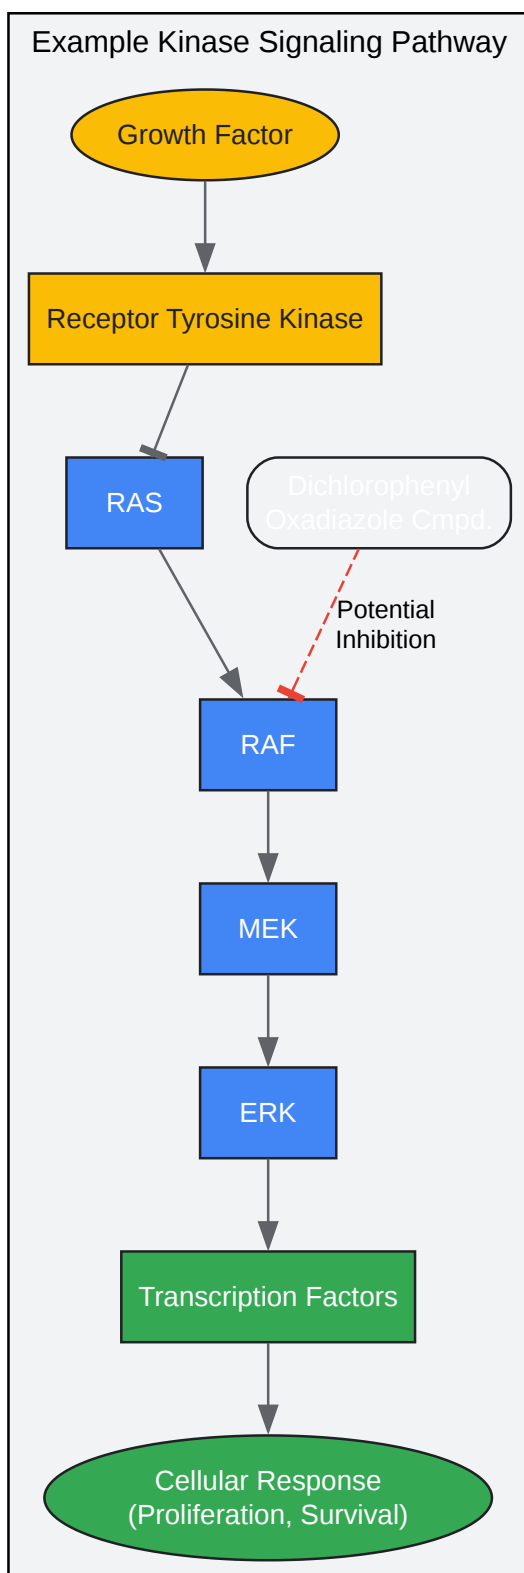 Example Kinase Signaling Pathway
Growth Factor
Receptor Tyrosine Kinase
RAS
Dichlorophenyl
Oxadiazole Cmpd.
Potential
Inhibition
RAF
MEK
ERK
Transcription Factors
Cellular Response
(Proliferation, Survival)